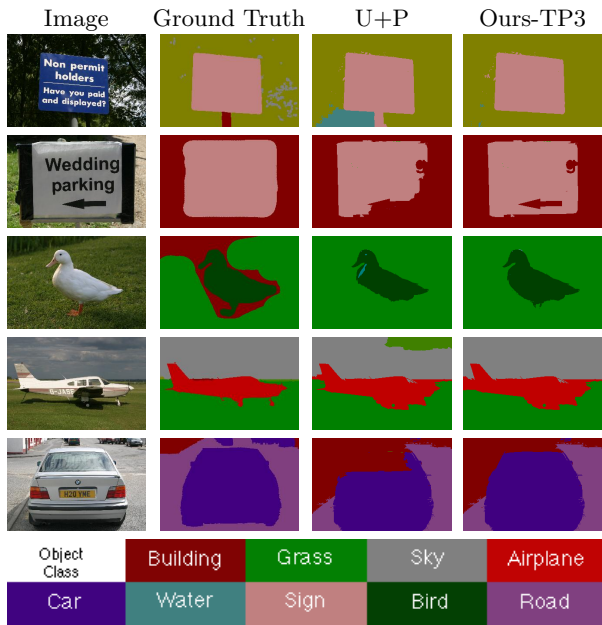 Image Ground Truth U+P Ours-TP3
Non permit
holders
Have you paid
and displayed?
Wedding
parking
g
g
H20 YME
Object
Class
Building Grass Sky Airplane
Car Water Sign Bird Road